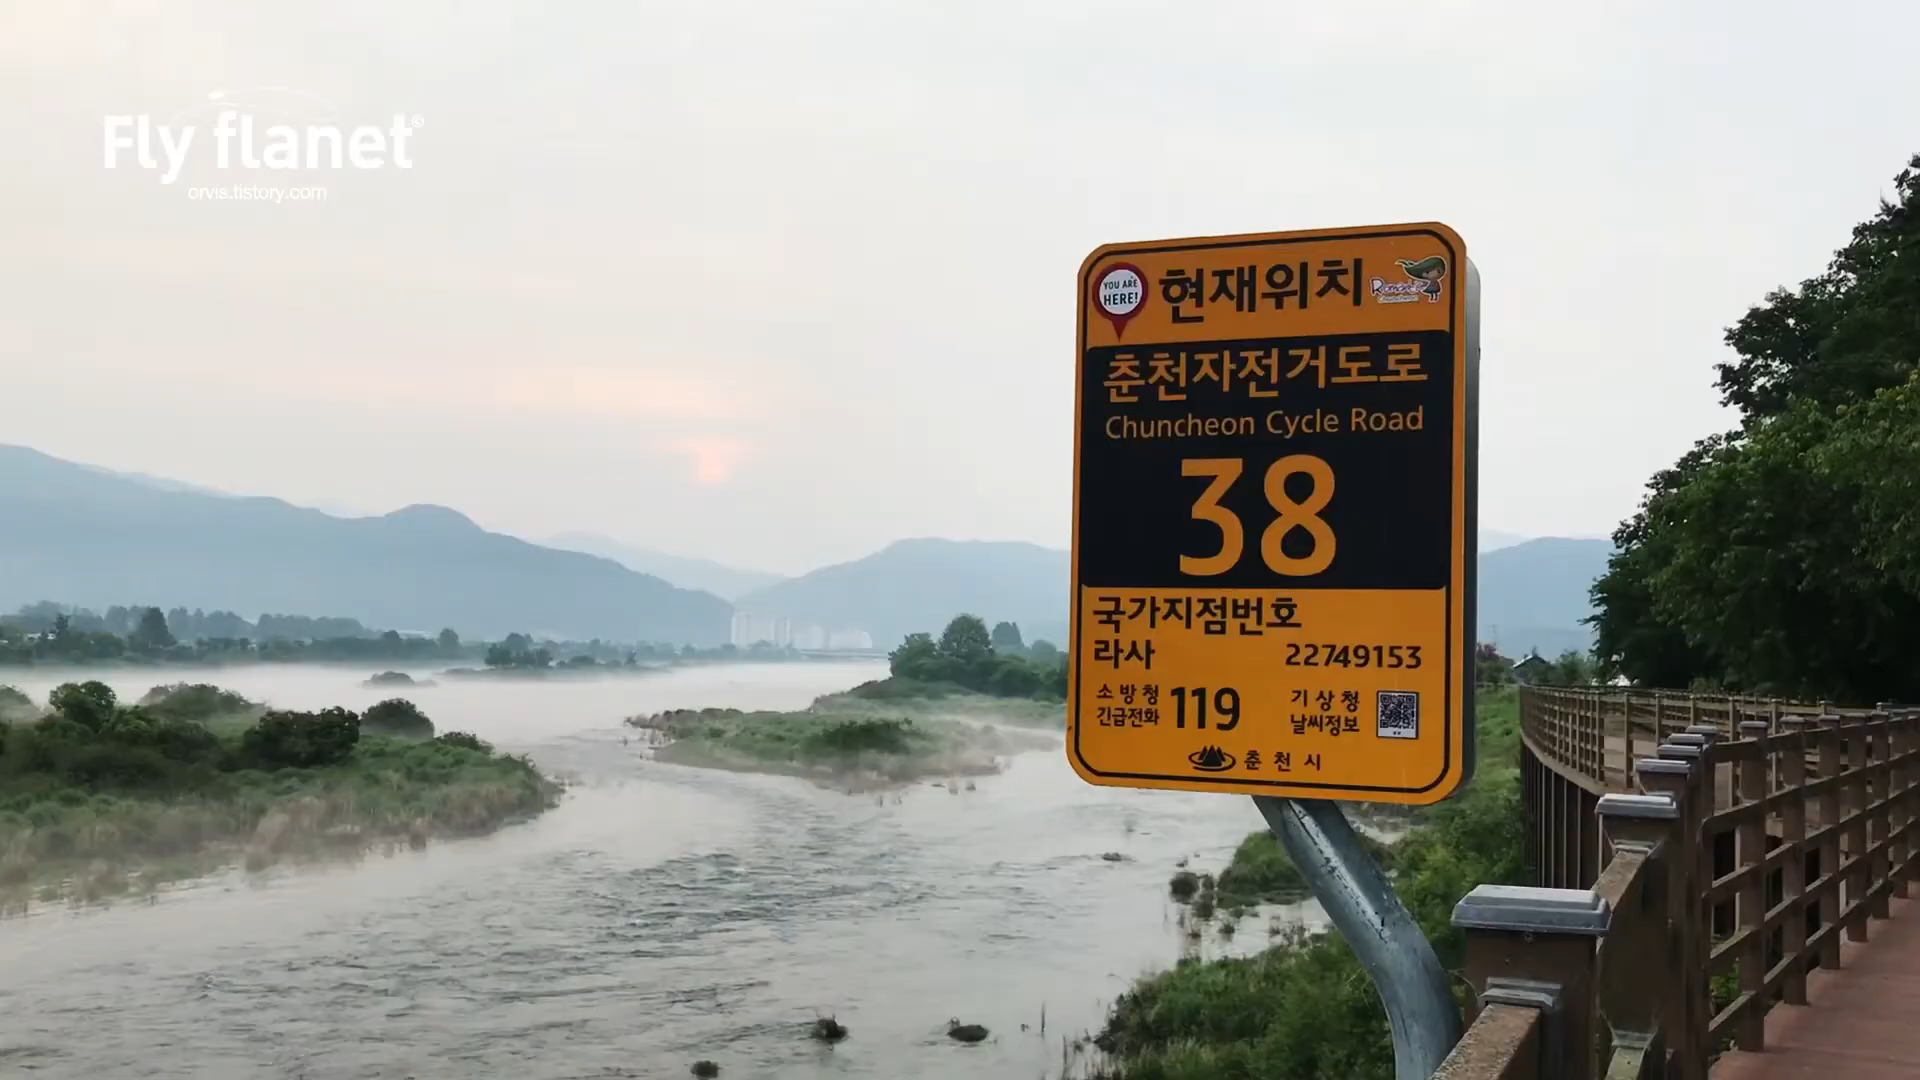 Fly flanet©
orvis.tistory.com
YOU ARE
HERE!
현재위치
Romantic
Chuncheon
춘천자전거도로
Chuncheon Cycle Road
38
국가지점번호
라사 22749153
소방청
긴급전화
119
기상청
날씨정보
춘천시